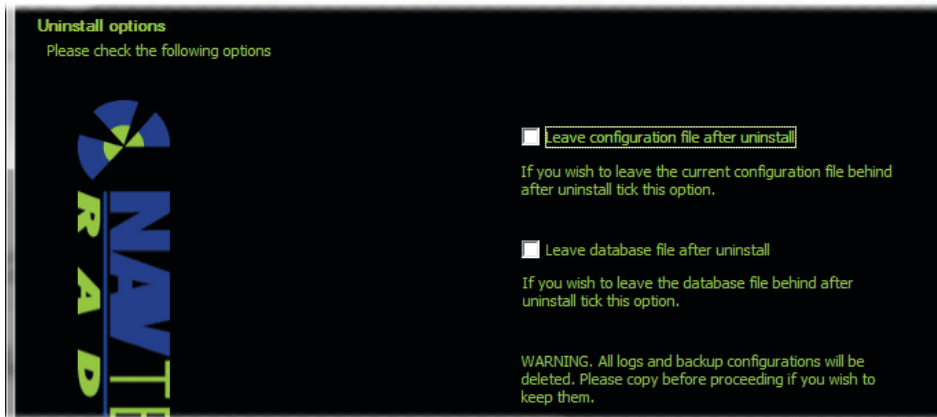 Uninstall options
Please check the following options
Leave configuration file after uninstall
If you wish to leave the current configuration file behind
after uninstall tick this option.
Leave database file after uninstall
If you wish to leave the database file behind after
uninstall tick this option.
WARNING. All logs and backup configurations will be
deleted. Please copy before proceeding if you wish to
keep them.
NAVTE
RAD